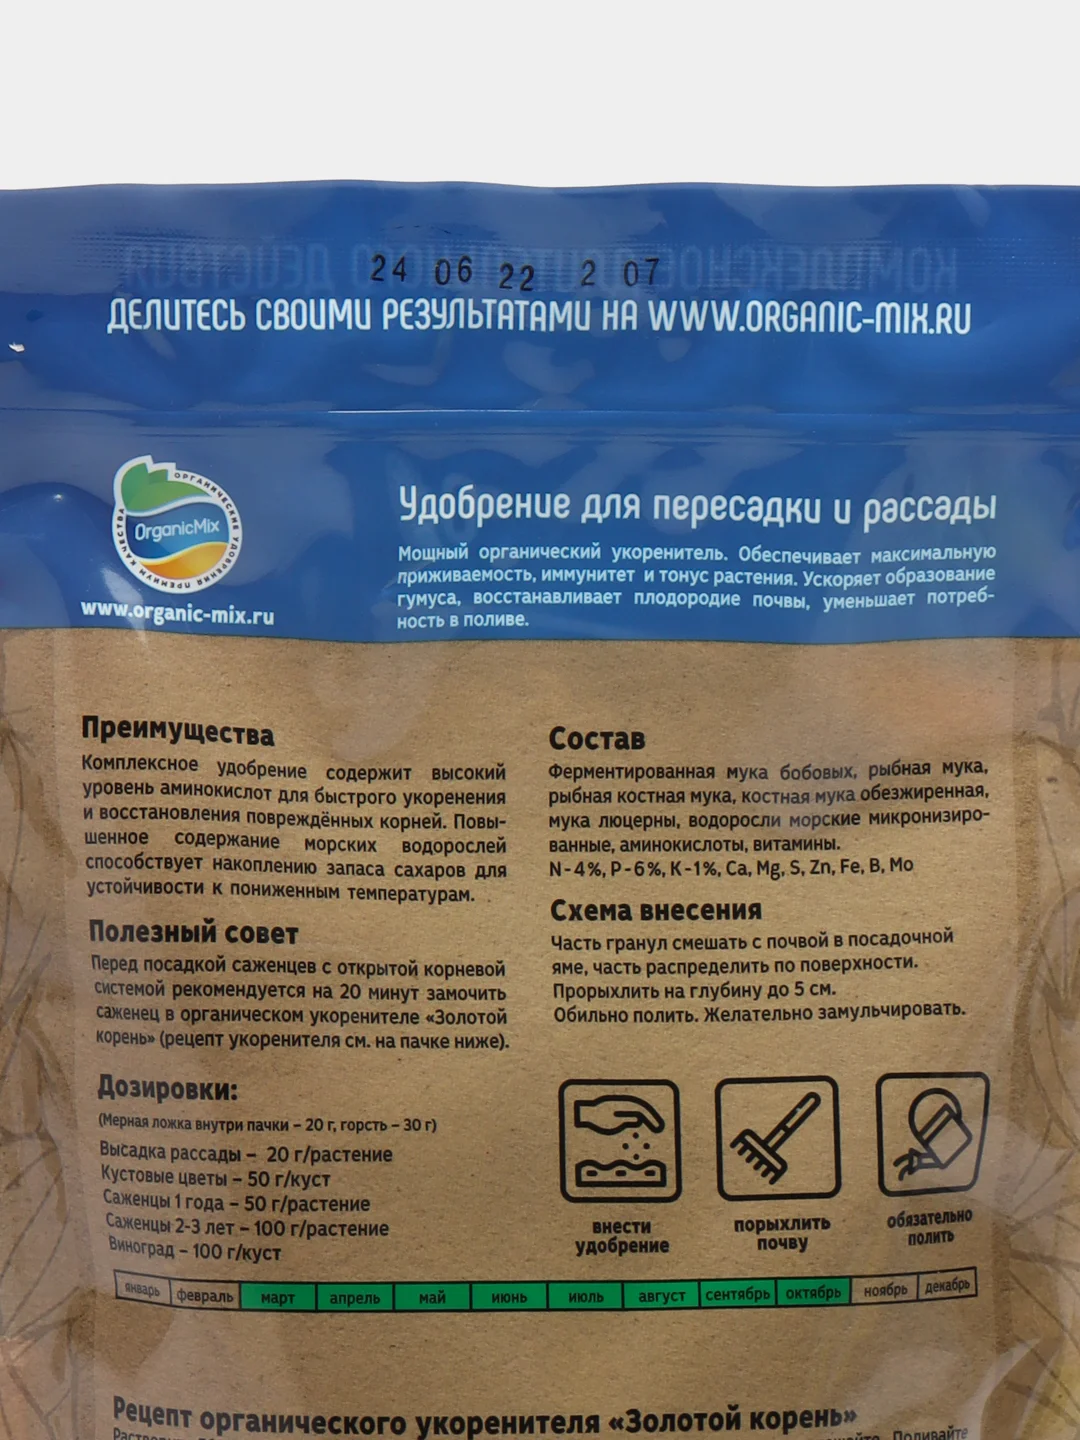 24 06 22 2 07
ДЕЛИТЕСЬ СВОИМИ РЕЗУЛЬТАТАМИ НА WWW.ORGANIC-MIX.RU
ОРГАНИЧЕСКИЕ УДОБРЕНИЯ ПРЕМИУМ КАЧЕСТВА
OrganicMix
www.organic-mix.ru
Удобрение для пересадки и рассады
Мощный органический укоренитель. Обеспечивает максимальную
приживаемость, иммунитет и тонус растения. Ускоряет образование
гумуса, восстанавливает плодородие почвы, уменьшает потреб-
ность в поливе.
Преимущества
Комплексное удобрение содержит высокий
уровень аминокислот для быстрого укоренения
и восстановления повреждённых корней. Повы-
шенное содержание морских водорослей
способствует накоплению запаса сахаров для
устойчивости к пониженным температурам.
Полезный совет
Перед посадкой саженцев с открытой корневой
системой рекомендуется на 20 минут замочить
саженец в органическом укоренителе «Золотой
корень» (рецепт укоренителя см. на пачке ниже).
Дозировки:
(Мерная ложка внутри пачки – 20 г, горсть – 30 г)
Высадка рассады – 20 г/растение
Кустовые цветы – 50 г/куст
Саженцы 1 года – 50 г/растение
Саженцы 2-3 лет – 100 г/растение
Виноград – 100 г/куст
Состав
Ферментированная мука бобовых, рыбная мука,
рыбная костная мука, костная мука обезжиренная,
мука люцерны, водоросли морские микронизиро-
ванные, аминокислоты, витамины.
N - 4%, P - 6%, K - 1%, Ca, Mg, S, Zn, Fe, B, Mo
Схема внесения
Часть гранул смешать с почвой в посадочной
яме, часть распределить по поверхности.
Прорыхлить на глубину до 5 см.
Обильно полить. Желательно замульчировать.
внести
удобрение
порыхлить
почву
обязательно
полить
январь февраль март апрель май июнь июль август сентябрь октябрь ноябрь декабрь
Рецепт органического укоренителя «Золотой корень»
Поливайте